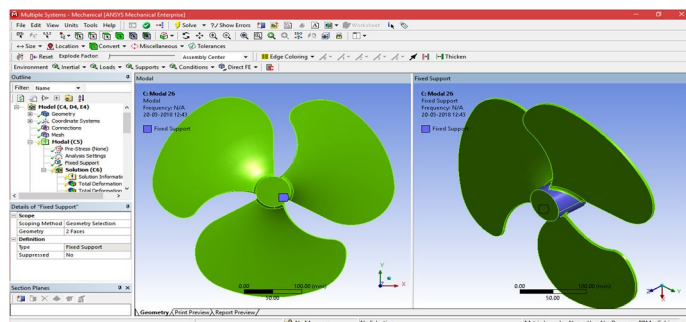 Multiple Systems - Mechanical [ANSYS Mechanical Enterprise]
File Edit View Units Tools Help Solve ?/ Show Errors Worksheet
Size Location Convert Miscellaneous Tolerances
Reset Explode Factor: Assembly Center Edge Coloring Thicken
Environment Inertial Loads Supports Conditions Direct FE
Outline
Filter: Name
Model (C4, D4, E4)
Geometry
Coordinate Systems
Connections
Mesh
Modal (C5)
Pre-Stress (None)
Analysis Settings
Fixed Support
Solution (C6)
Solution Informati
Total Deformation
Total Deformation
Details of "Fixed Support"
Scope
Scoping Method Geometry Selection
Geometry 2 Faces
Definition
Type Fixed Support
Suppressed No
Section Planes
Modal
C: Modal 26
Modal
Frequency: N/A
20-05-2018 12:43
Fixed Support
0.00 100.00 (mm)
50.00
Y
X
Fixed Support
C: Modal 26
Fixed Support
Frequency: N/A
20-05-2018 12:43
Fixed Support
0.00 100.00 (mm)
50.00
Z
Y
X
Geometry Print Preview Report Preview